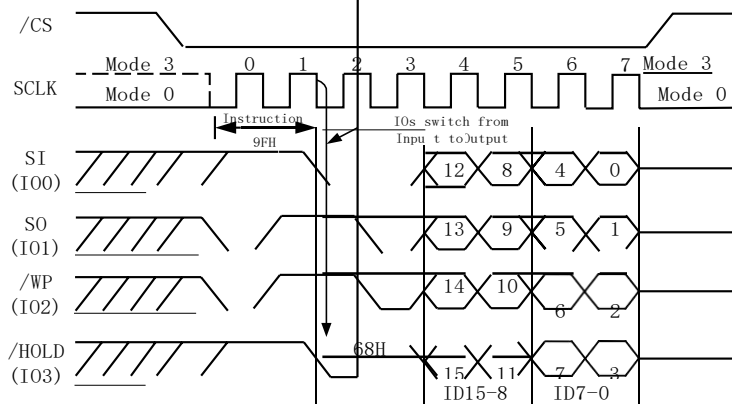 /CS
Mode 3 0 1 2 3 4 5 6 7 Mode 3
SCLK
Mode 0 Mode 0
Instruction IOs switch from
9FH Inpu t toOutput
SI
(IO0) 12 8 4 0
SO
(IO1) 13 9 5 1
/WP
(IO2) 14 10 6 2
/HOLD 68H
(IO3) 15 11 7 3
ID15-8 ID7-0